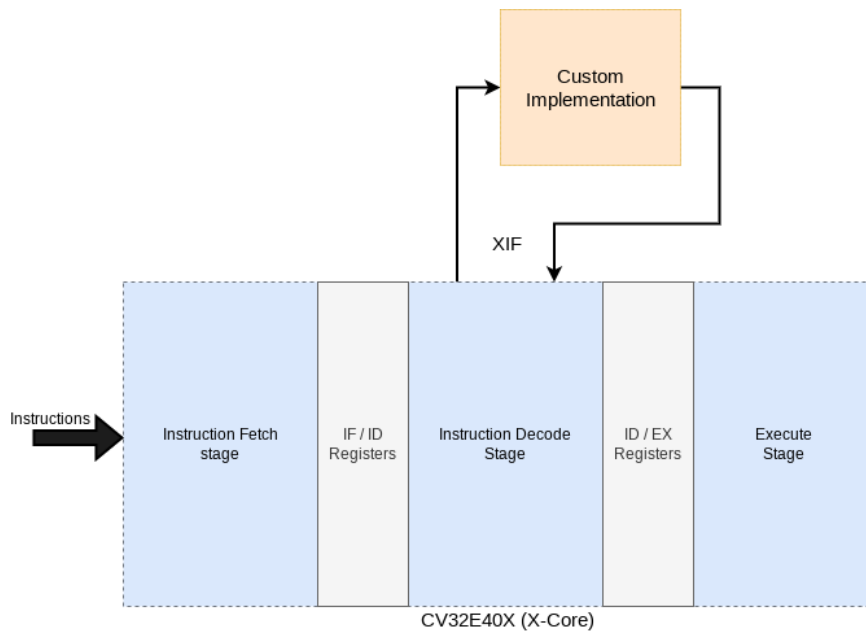 Custom
Implementation
XIF
Instructions
Instruction Fetch
stage
IF / ID
Registers
Instruction Decode
Stage
ID / EX
Registers
Execute
Stage
CV32E40X (X-Core)